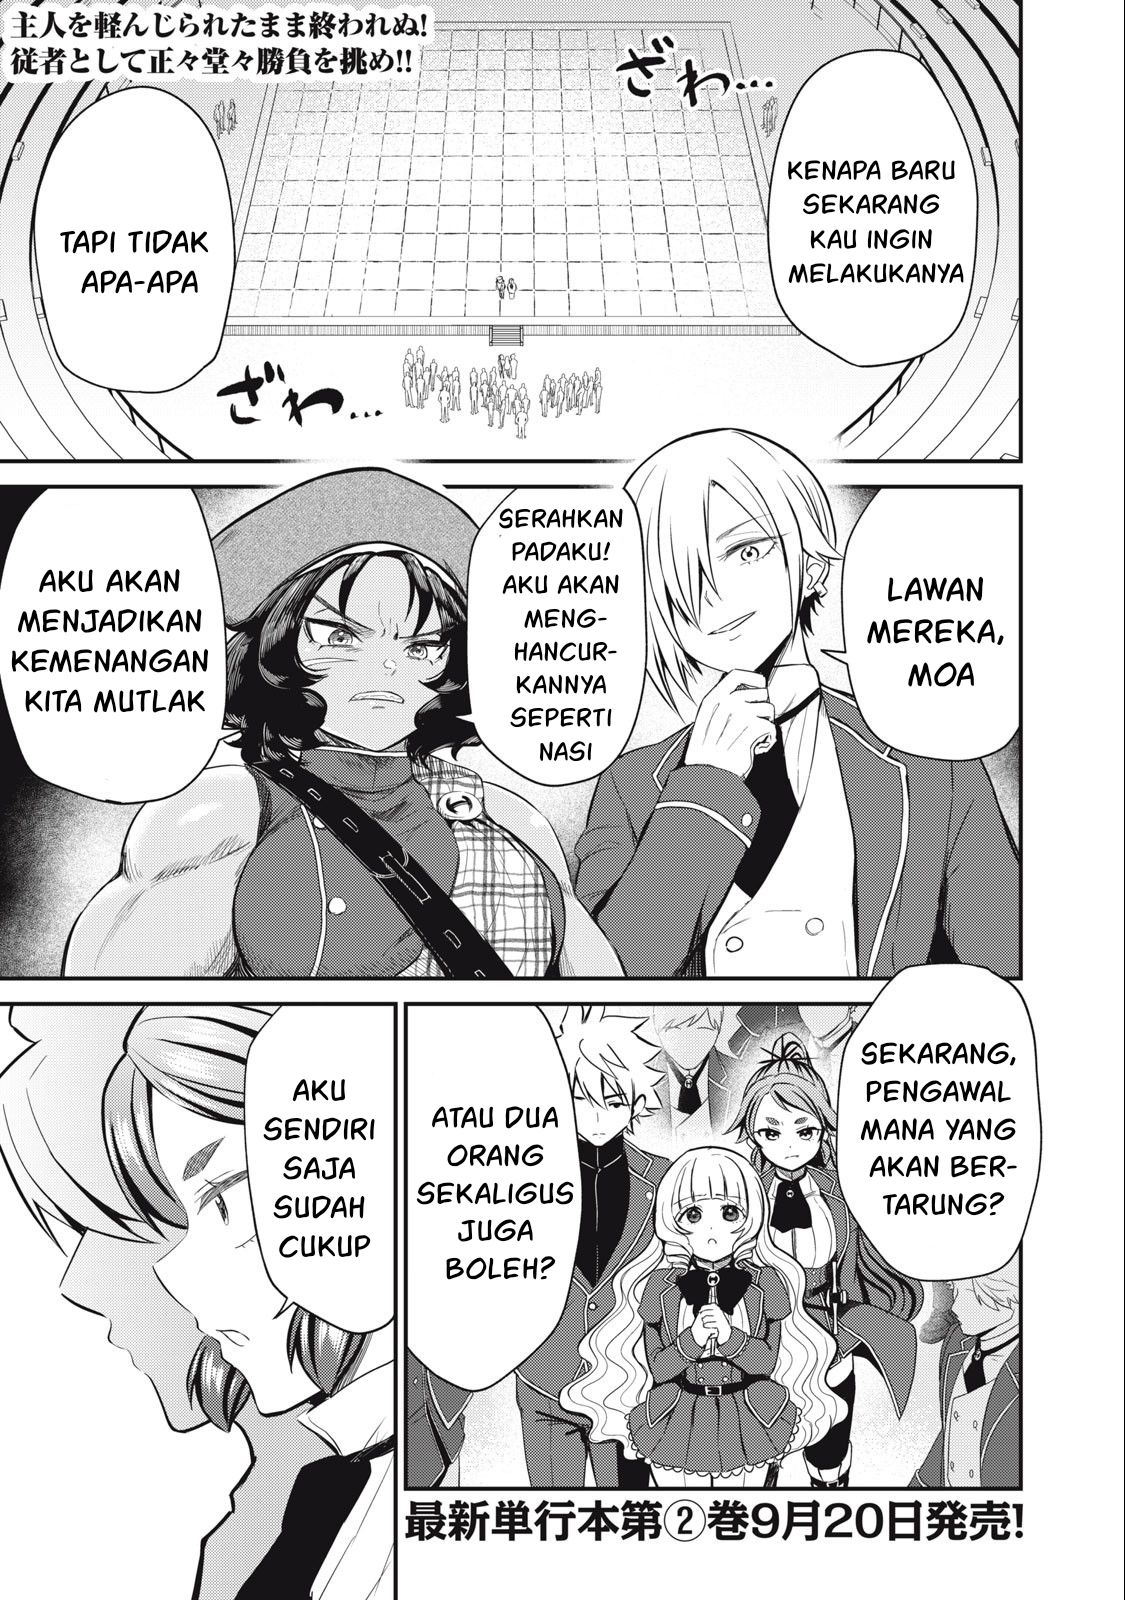 主人を軽んじられたまま終われぬ!
従者として正々堂々勝負を挑め!!
ざわ…
KENAPA BARU
SEKARANG
KAU INGIN
MELAKUKANYA
TAPI TIDAK
APA-APA
ざわ…
LAWAN
MEREKA,
MOA
SERAHKAN
PADAKU!
AKU AKAN
MENG-
HANCUR-
KANNYA
SEPERTI
NASI
AKU AKAN
MENJADIKAN
KEMENANGAN
KITA MUTLAK
SEKARANG,
PENGAWAL
MANA YANG
AKAN BER-
TARUNG?
ATAU DUA
ORANG
SEKALIGUS
JUGA
BOLEH?
AKU
SENDIRI
SAJA
SUDAH
CUKUP
最新単行本第②巻9月20日発売!